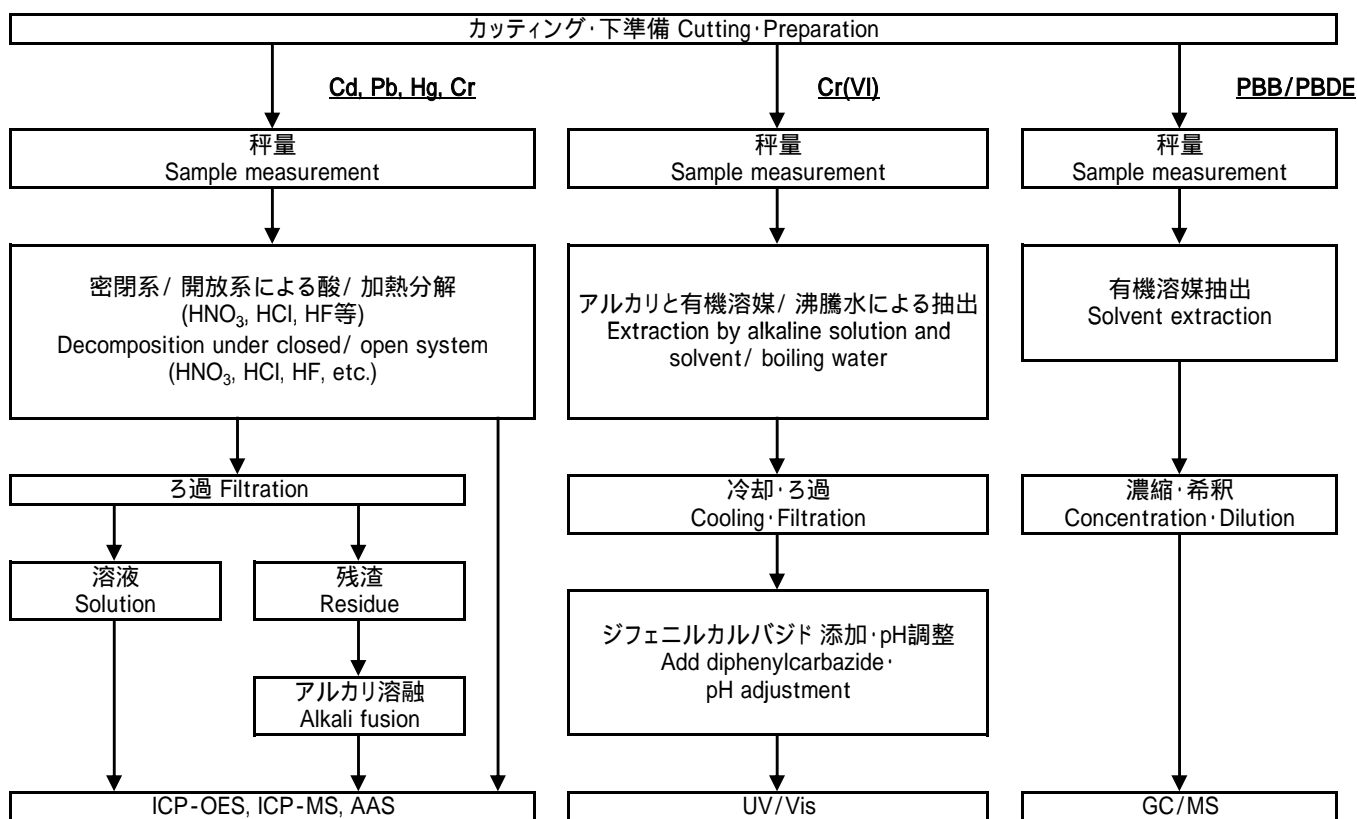 カッティング･下準備 Cutting･Preparation
Cd, Pb, Hg, Cr
Cr(VI)
PBB/PBDE
秤量
Sample measurement
秤量
Sample measurement
秤量
Sample measurement
密閉系/ 開放系による酸/ 加熱分解
(HNO₃, HCl, HF等)
Decomposition under closed/ open system
(HNO₃, HCl, HF, etc.)
アルカリと有機溶媒/ 沸騰水による抽出
Extraction by alkaline solution and
solvent/ boiling water
有機溶媒抽出
Solvent extraction
ろ過 Filtration
冷却･ろ過
Cooling･Filtration
濃縮･希釈
Concentration･Dilution
溶液
Solution
残渣
Residue
ジフェニルカルバジド 添加･pH調整
Add diphenylcarbazide･
pH adjustment
アルカリ溶融
Alkali fusion
ICP-OES, ICP-MS, AAS
UV/Vis
GC/MS